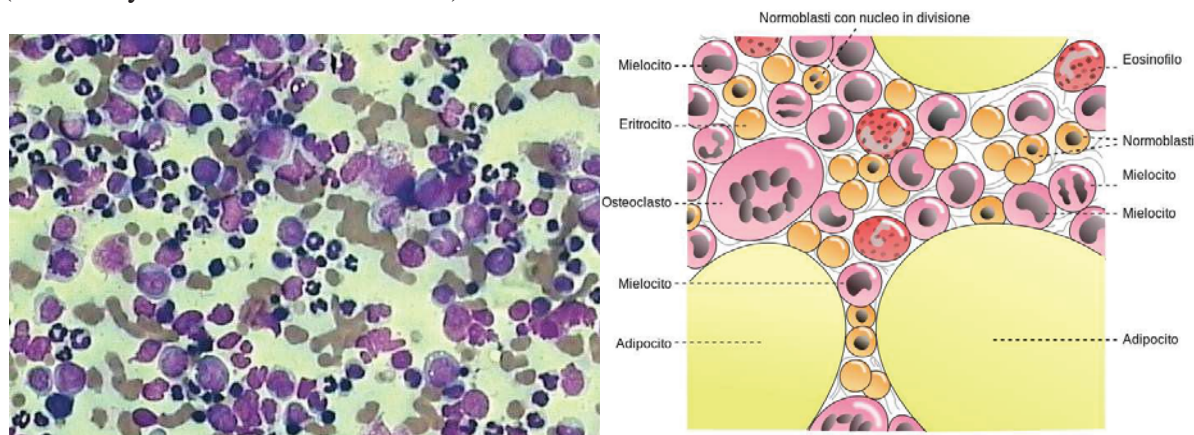 Normoblasti con nucleo in divisione
Mielocito
Eritrocito
Osteoclasto
Mielocito
Adipocito
Eosinofilo
Normoblasti
Mielocito
Mielocito
Adipocito